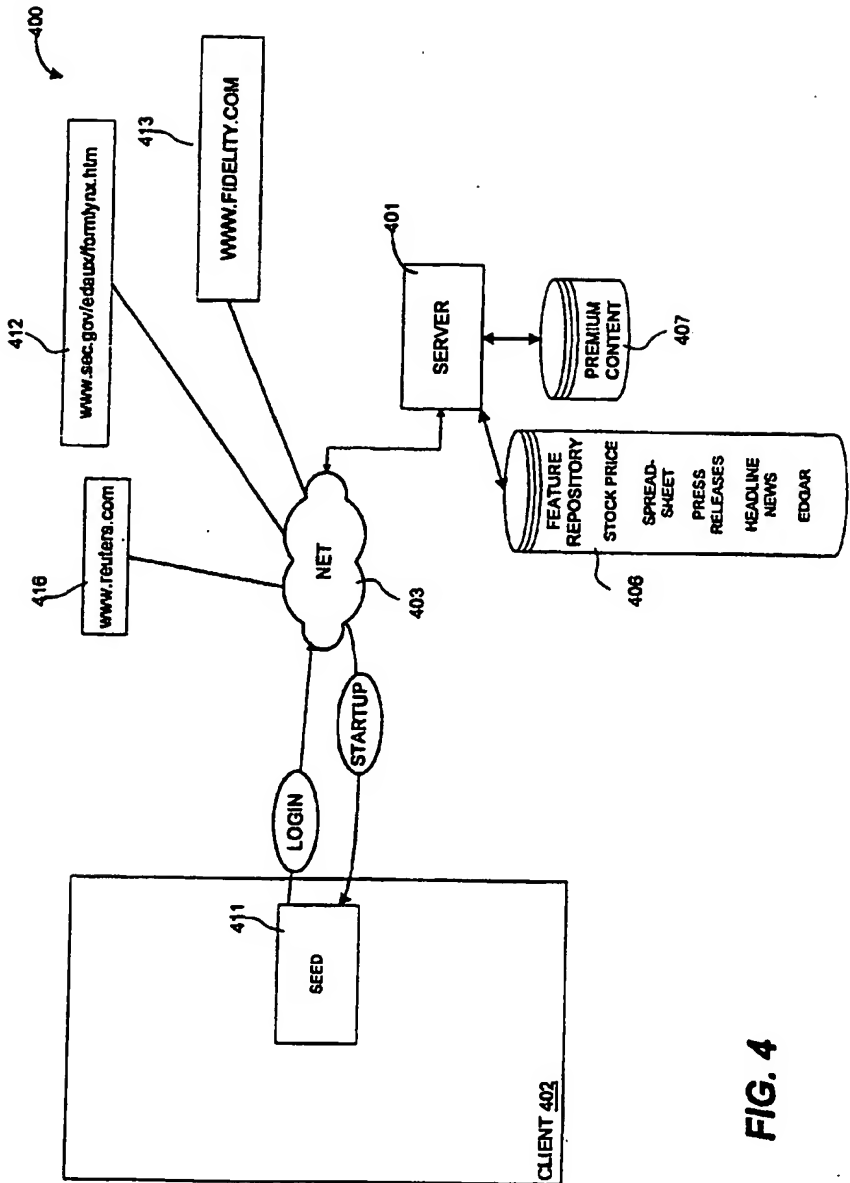 400
412
www.sec.gov/edaux/formlynx.htm
413
WWW.FIDELITY.COM
416
www.reuters.com
NET
403
401
SERVER
PREMIUM
CONTENT
407
FEATURE
REPOSITORY
STOCK PRICE
SPREAD-
SHEET
PRESS
RELEASES
HEADLINE
NEWS
EDGAR
406
LOGIN
STARTUP
411
SEED
CLIENT 402
FIG. 4